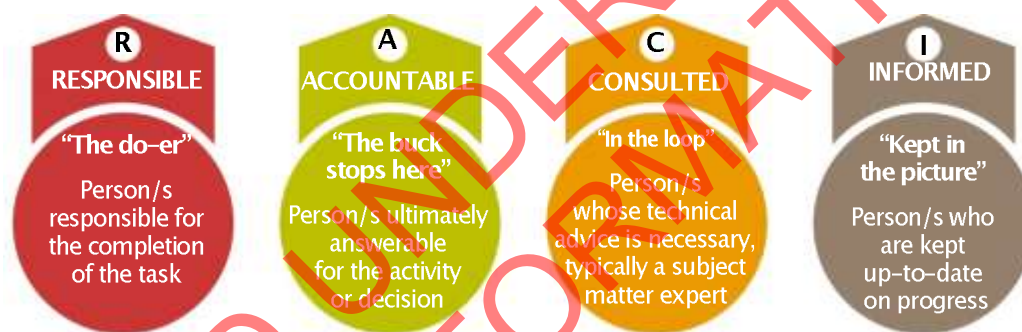 R
RESPONSIBLE
“The do-er”
Person/s
responsible for
the completion
of the task
A
ACCOUNTABLE
“The buck
stops here”
Person/s ultimately
answerable
for the activity
or decision
C
CONSULTED
“In the loop”
Person/s
whose technical
advice is necessary,
typically a subject
matter expert
I
INFORMED
“Kept in
the picture”
Person/s who
are kept
up-to-date
on progress
UNDER